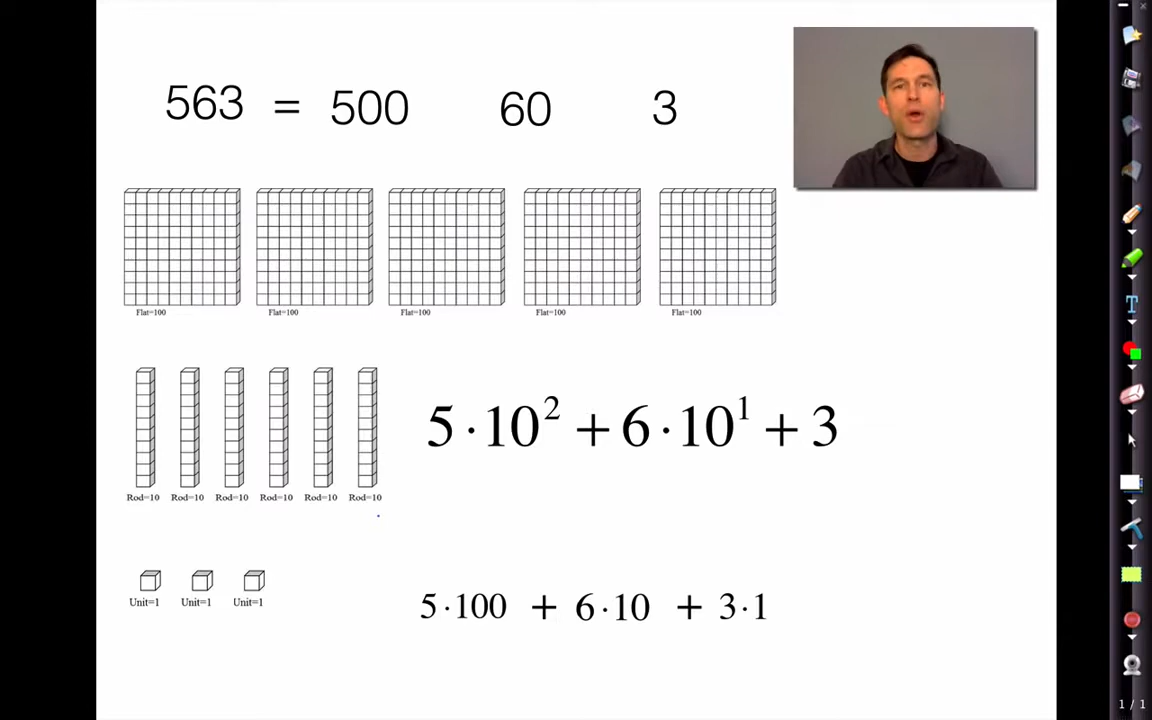 563 = 500 60 3
Flat=100 Flat=100 Flat=100 Flat=100 Flat=100
5·10² + 6·10¹ + 3
Rod=10 Rod=10 Rod=10 Rod=10 Rod=10 Rod=10
Unit=1 Unit=1 Unit=1
5·100 + 6·10 + 3·1
T
1 / 1